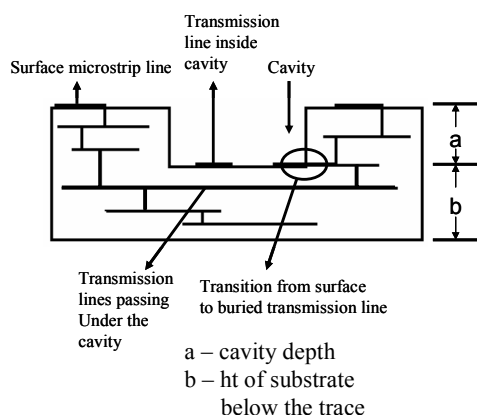 Transmission
line inside
cavity
Surface microstrip line
Cavity
a
b
Transmission
lines passing
Under the
cavity
Transition from surface
to buried transmission line
a – cavity depth
b – ht of substrate
below the trace